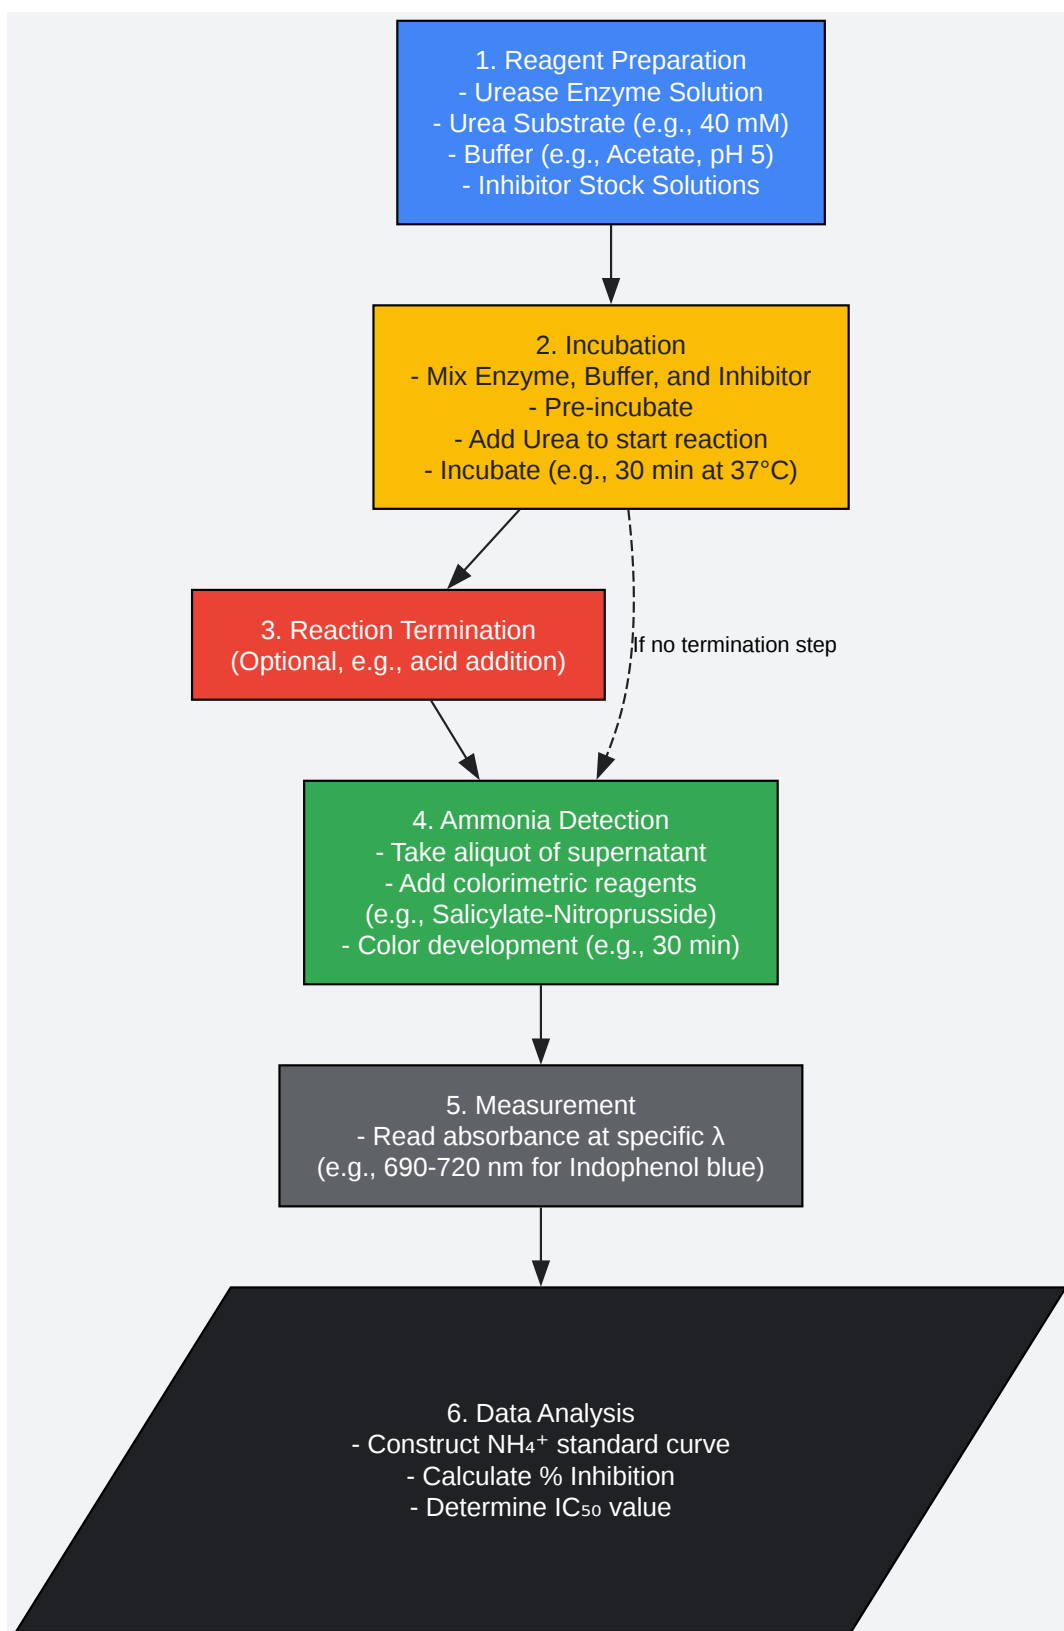 1. Reagent Preparation
- Urease Enzyme Solution
- Urea Substrate (e.g., 40 mM)
- Buffer (e.g., Acetate, pH 5)
- Inhibitor Stock Solutions
2. Incubation
- Mix Enzyme, Buffer, and Inhibitor
- Pre-incubate
- Add Urea to start reaction
- Incubate (e.g., 30 min at 37°C)
3. Reaction Termination
(Optional, e.g., acid addition)
If no termination step
4. Ammonia Detection
- Take aliquot of supernatant
- Add colorimetric reagents
(e.g., Salicylate-Nitroprusside)
- Color development (e.g., 30 min)
5. Measurement
- Read absorbance at specific λ
(e.g., 690-720 nm for Indophenol blue)
6. Data Analysis
- Construct NH₄⁺ standard curve
- Calculate % Inhibition
- Determine IC₅₀ value